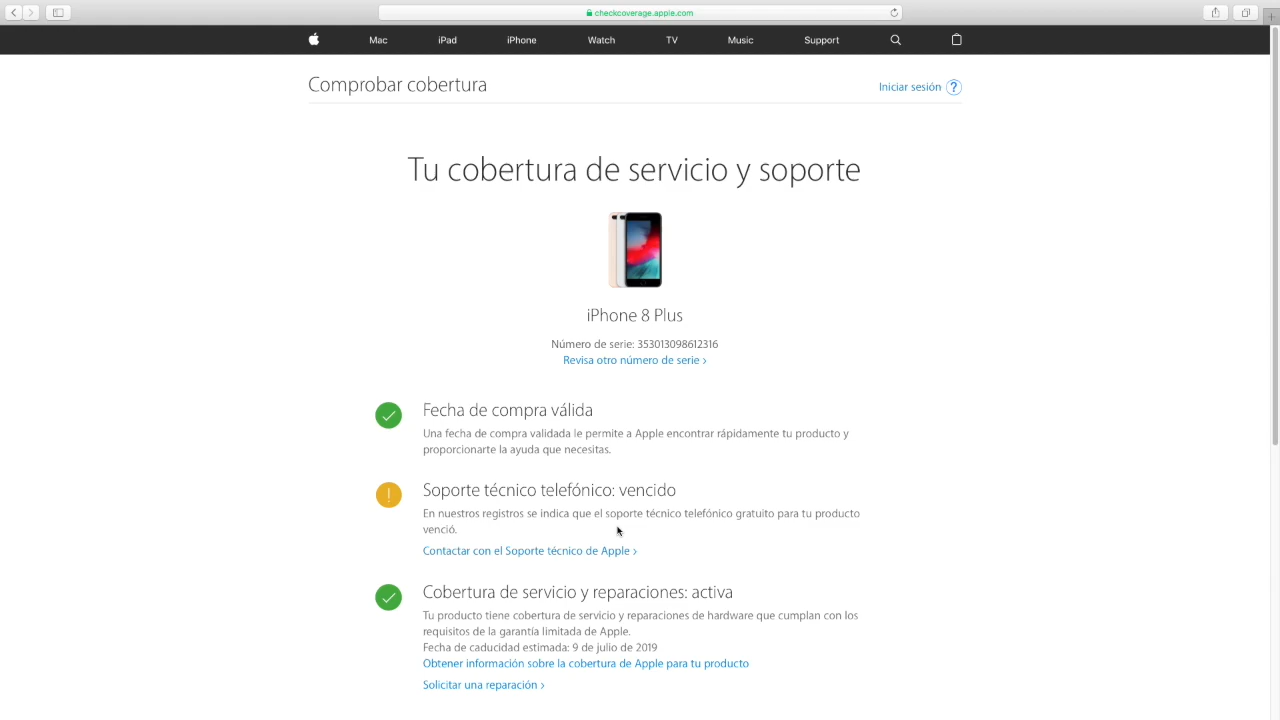 checkcoverage.apple.com
Mac iPad iPhone Watch TV Music Support
Comprobar cobertura
Iniciar sesión ?
Tu cobertura de servicio y soporte
iPhone 8 Plus
Número de serie: 353013098612316
Revisa otro número de serie ›
Fecha de compra válida
Una fecha de compra validada le permite a Apple encontrar rápidamente tu producto y
proporcionarte la ayuda que necesitas.
Soporte técnico telefónico: vencido
En nuestros registros se indica que el soporte técnico telefónico gratuito para tu producto
venció.
Contactar con el Soporte técnico de Apple ›
Cobertura de servicio y reparaciones: activa
Tu producto tiene cobertura de servicio y reparaciones de hardware que cumplan con los
requisitos de la garantía limitada de Apple.
Fecha de caducidad estimada: 9 de julio de 2019
Obtener información sobre la cobertura de Apple para tu producto
Solicitar una reparación ›